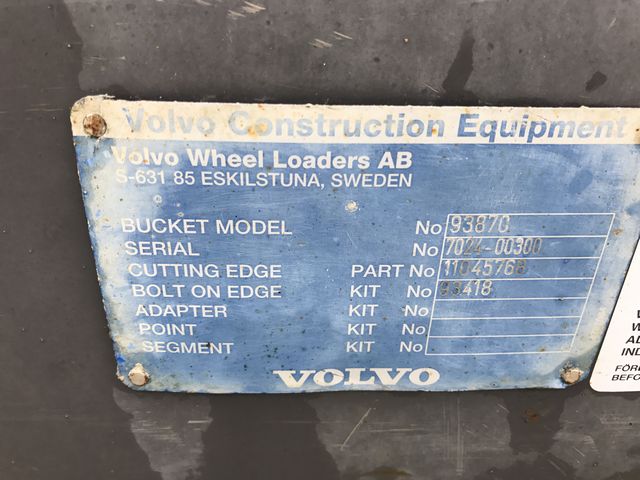 Volvo Construction Equipment
Volvo Wheel Loaders AB
S-631 85 ESKILSTUNA, SWEDEN
BUCKET MODEL No 93870
SERIAL No 7024-00300
CUTTING EDGE PART No 11045768
BOLT ON EDGE KIT No 93418
ADAPTER KIT No
POINT KIT No
SEGMENT KIT No
VOLVO